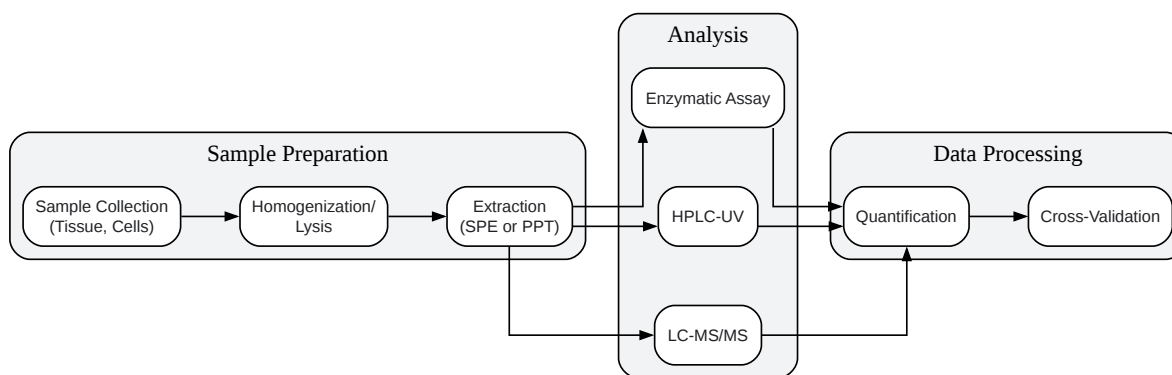 Sample Preparation
Sample Collection
(Tissue, Cells)
Homogenization/
Lysis
Extraction
(SPE or PPT)
Analysis
Enzymatic Assay
HPLC-UV
LC-MS/MS
Data Processing
Quantification
Cross-Validation